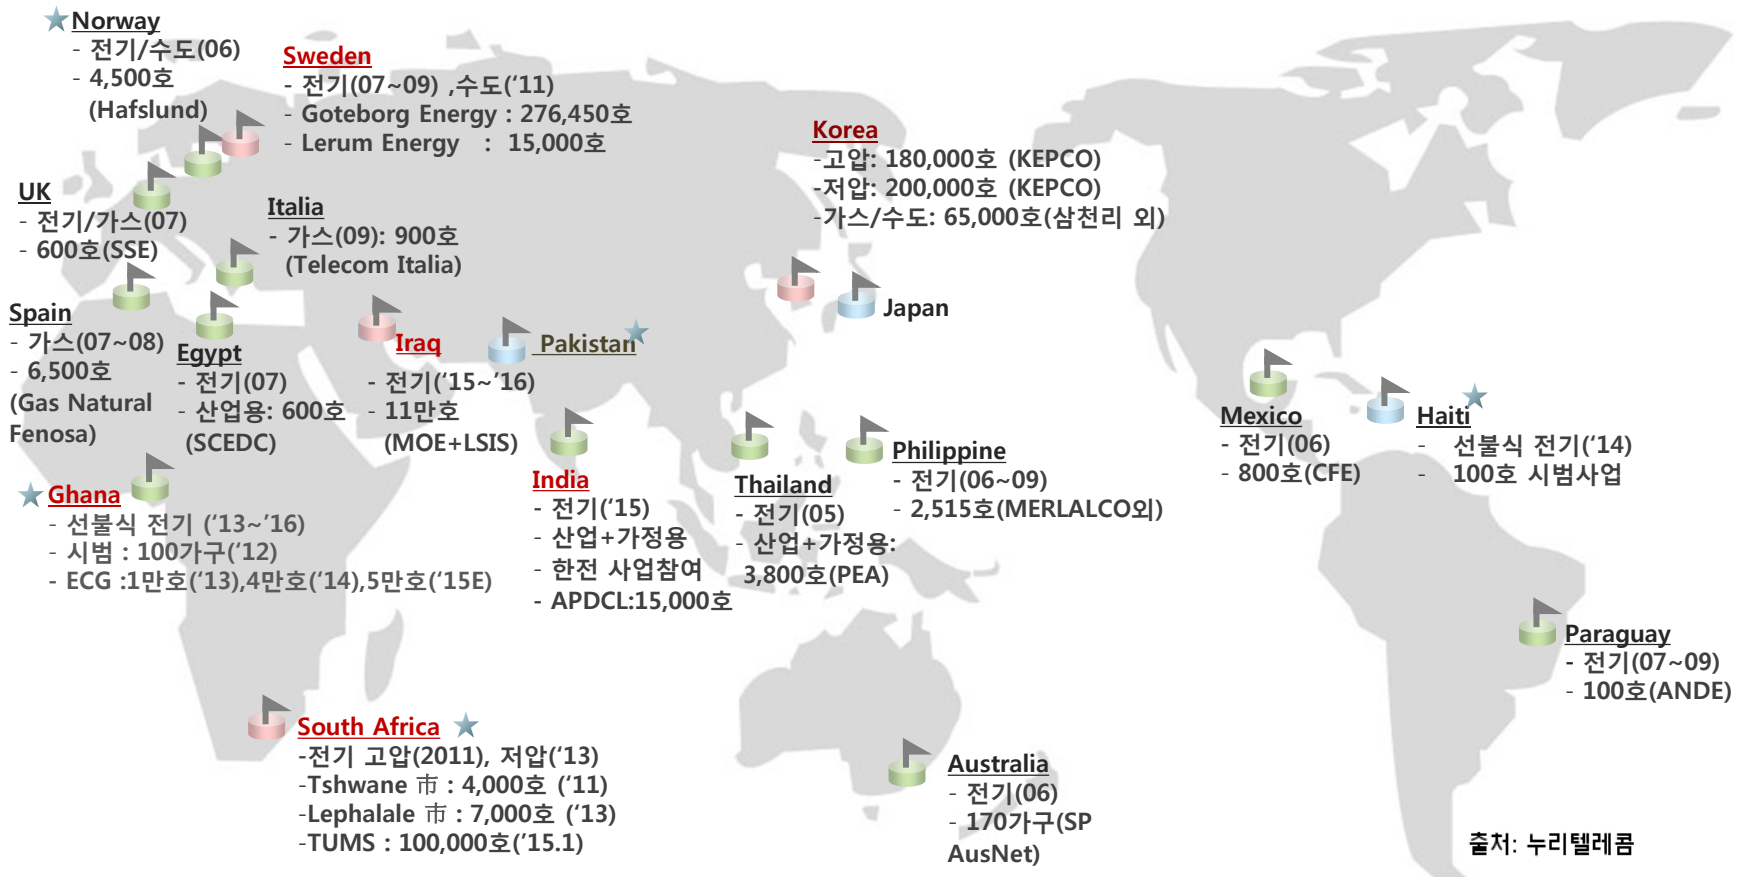 Norway
- 전기/수도(06)
- 4,500호
(Hafslund)
Sweden
- 전기(07~09) ,수도(‘11)
- Goteborg Energy : 276,450호
- Lerum Energy : 15,000호
Korea
-고압: 180,000호 (KEPCO)
-저압: 200,000호 (KEPCO)
-가스/수도: 65,000호(삼천리 외)
UK
- 전기/가스(07)
- 600호(SSE)
Italia
- 가스(09): 900호
(Telecom Italia)
Japan
Spain
- 가스(07~08)
- 6,500호
(Gas Natural
Fenosa)
Egypt
- 전기(07)
- 산업용: 600호
(SCEDC)
Iraq
- 전기(‘15~’16)
- 11만호
(MOE+LSIS)
Pakistan
Mexico
- 전기(06)
- 800호(CFE)
Haiti
- 선불식 전기(‘14)
- 100호 시범사업
Ghana
- 선불식 전기 (‘13~’16)
- 시범 : 100가구(‘12)
- ECG :1만호(‘13),4만호(‘14),5만호(‘15E)
India
- 전기(‘15)
- 산업+가정용
- 한전 사업참여
- APDCL:15,000호
Thailand
- 전기(05)
- 산업+가정용:
3,800호(PEA)
Philippine
- 전기(06~09)
- 2,515호(MERLALCO외)
Paraguay
- 전기(07~09)
- 100호(ANDE)
South Africa
-전기 고압(2011), 저압(‘13)
-Tshwane 市 : 4,000호 (‘11)
-Lephalale 市 : 7,000호 (‘13)
-TUMS : 100,000호(‘15.1)
Australia
- 전기(06)
- 170가구(SP
AusNet)
출처: 누리텔레콤